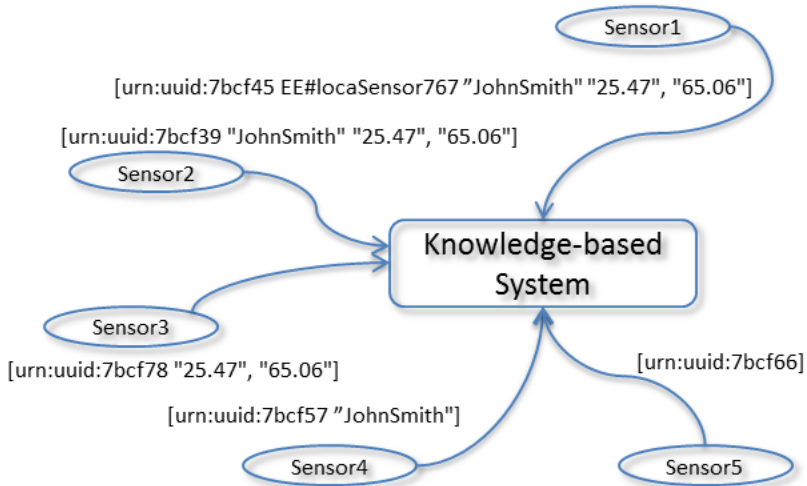 Sensor1
[urn:uuid:7bcf45 EE#locaSensor767 ”JohnSmith" "25.47", "65.06"]
[urn:uuid:7bcf39 "JohnSmith" "25.47", "65.06"]
Sensor2
Knowledge-based
System
Sensor3
[urn:uuid:7bcf78 "25.47", "65.06"]
[urn:uuid:7bcf66]
[urn:uuid:7bcf57 ”JohnSmith"]
Sensor4
Sensor5